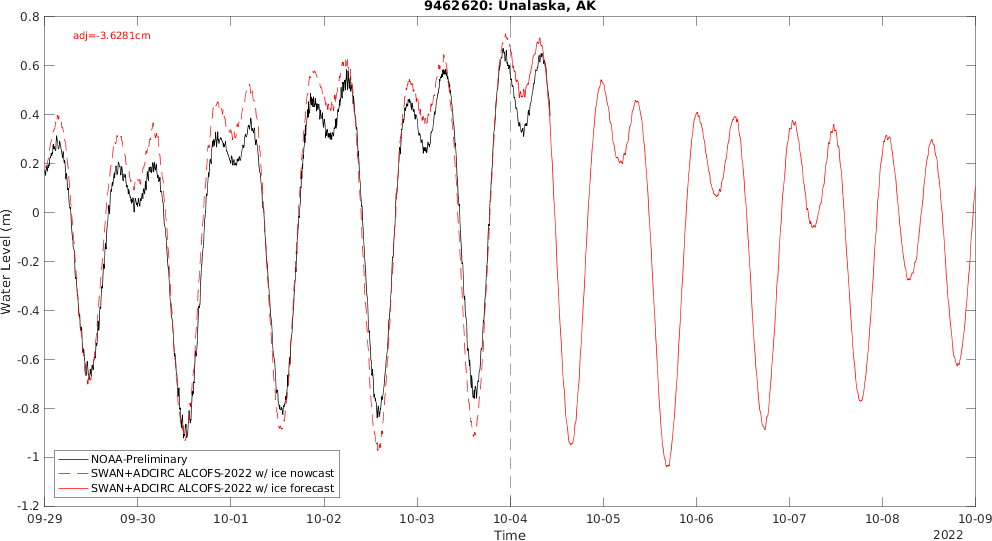 9462620: Unalaska, AK
adj=-3.6281cm
0.8
0.6
0.4
0.2
0
-0.2
-0.4
-0.6
-0.8
-1
-1.2
Water Level (m)
NOAA-Preliminary
SWAN+ADCIRC ALCOFS-2022 w/ ice nowcast
SWAN+ADCIRC ALCOFS-2022 w/ ice forecast
09-29 09-30 10-01 10-02 10-03 10-04 10-05 10-06 10-07 10-08 10-09
Time
2022